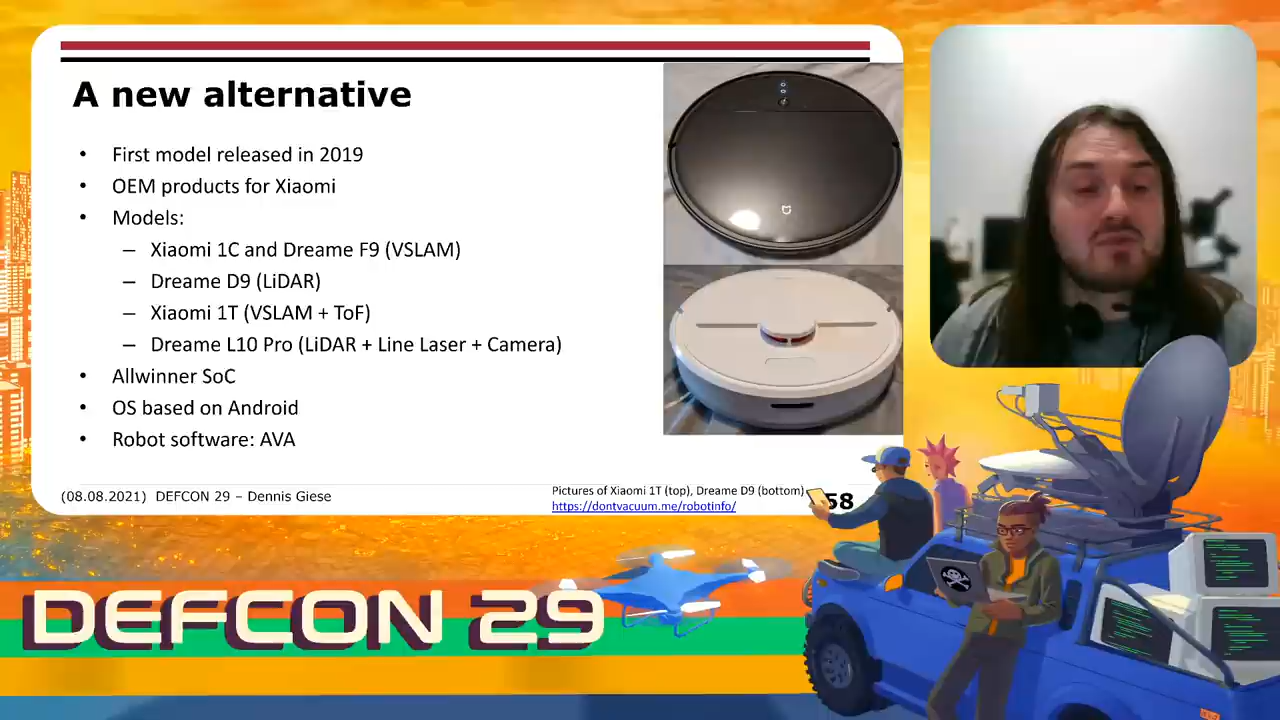 A new alternative
• First model released in 2019
• OEM products for Xiaomi
• Models:
– Xiaomi 1C and Dreame F9 (VSLAM)
– Dreame D9 (LiDAR)
– Xiaomi 1T (VSLAM + ToF)
– Dreame L10 Pro (LiDAR + Line Laser + Camera)
• Allwinner SoC
• OS based on Android
• Robot software: AVA
(08.08.2021) DEFCON 29 – Dennis Giese
Pictures of Xiaomi 1T (top), Dreame D9 (bottom)
https://dontvacuum.me/robotinfo/
58
DEFCON 29